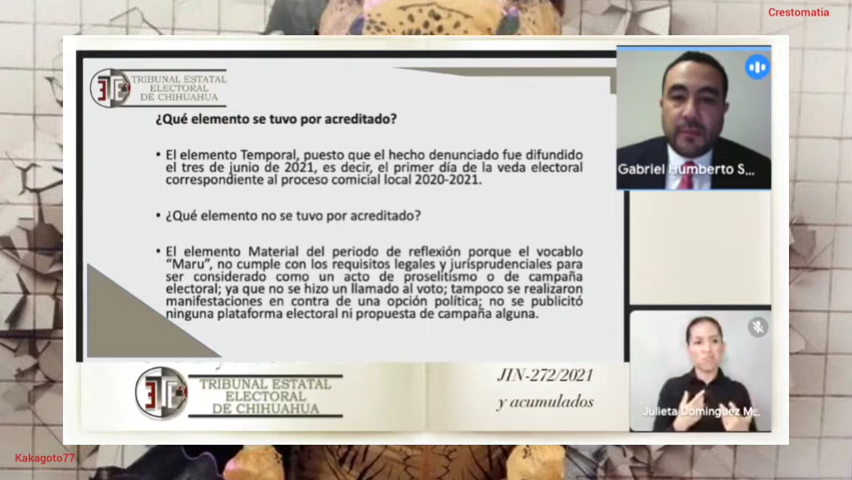 Crestomatia
TRIBUNAL ESTATAL
ELECTORAL
DE CHIHUAHUA
¿Qué elemento se tuvo por acreditado?
• El elemento Temporal, puesto que el hecho denunciado fue difundido
el tres de junio de 2021, es decir, el primer día de la veda electoral
correspondiente al proceso comicial local 2020-2021.
• ¿Qué elemento no se tuvo por acreditado?
• El elemento Material del periodo de reflexión porque el vocablo
“Maru”, no cumple con los requisitos legales y jurisprudenciales para
ser considerado como un acto de proselitismo o de campaña
electoral; ya que no se hizo un llamado al voto; tampoco se realizaron
manifestaciones en contra de una opción política; no se publicitó
ninguna plataforma electoral ni propuesta de campaña alguna.
Gabriel Humberto S...
TRIBUNAL ESTATAL
ELECTORAL
DE CHIHUAHUA
JIN-272/2021
y acumulados
Julieta Dominguez M...
Kakagoto77